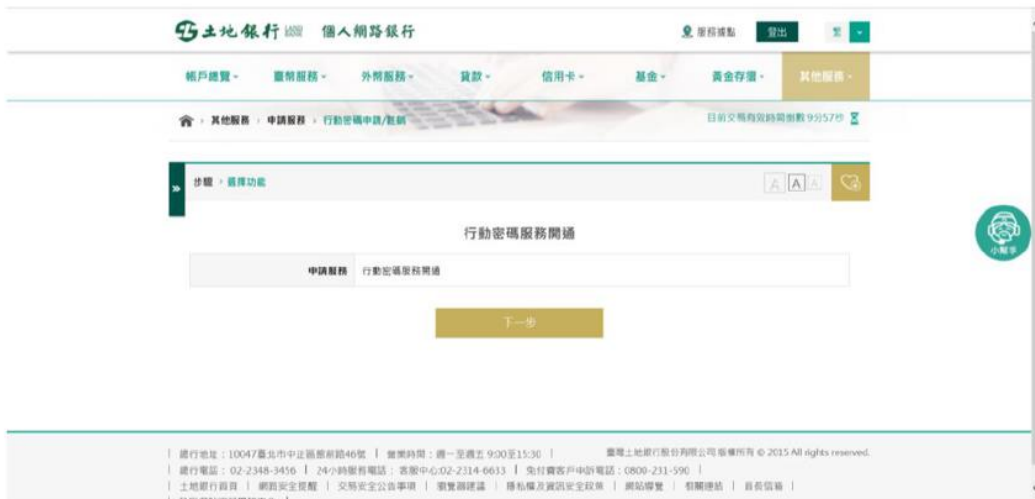 土地銀行 個人網路銀行 服務據點 登出 繁
帳戶總覽 臺幣服務 外幣服務 貸款 信用卡 基金 黃金存摺 其他服務
其他服務 › 申請服務 › 行動密碼申請/註銷 目前交易有效時間倒數 9分57秒
步驟 › 選擇功能 A A A
行動密碼服務開通
申請服務 行動密碼服務開通
下一步
小幫手
| 總行地址：10047臺北市中正區館前路46號 | 營業時間：週一至週五 9:00至15:30 | 臺灣土地銀行股份有限公司 版權所有 © 2015 All rights reserved.
| 總行電話：02-2348-3456 | 24小時服務電話：客服中心:02-2314-6633 | 免付費客戶申訴電話：0800-231-590 |
| 土地銀行首頁 | 網路安全提醒 | 交易安全公告事項 | 瀏覽器建議 | 隱私權及資訊安全政策 | 網站導覽 | 相關連結 | 首長信箱 |